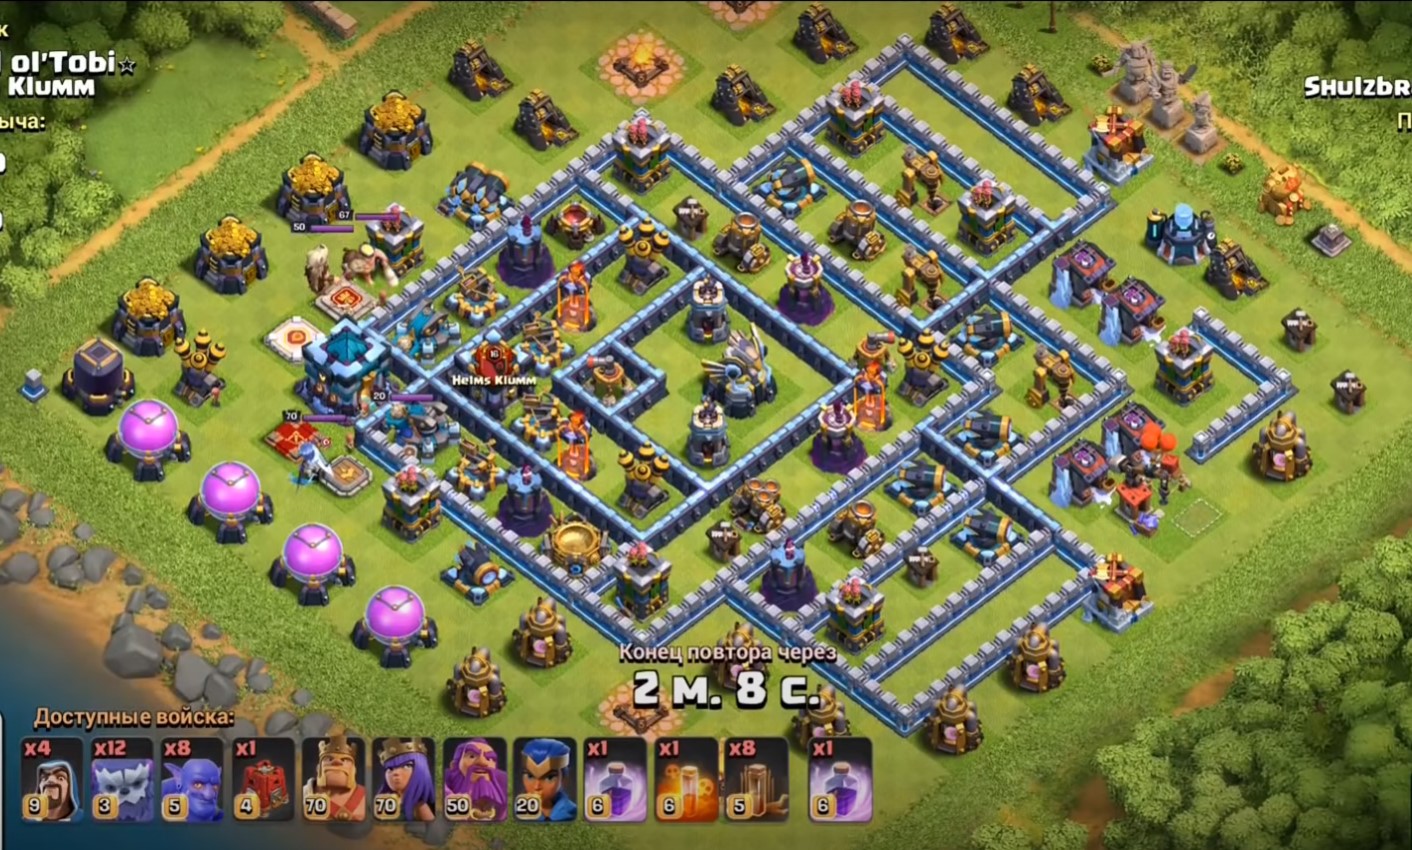 к
ol'Tobi☆
Klumm
ыча:
Shulzbr
П
67
50
16
Helms Klumm
20
70
Конец повтора через
2 м. 8 с.
Доступные войска:
x4 x12 x8 x1 x1 x1 x8 x1
9 3 5 4 70 70 50 20 6 6 5 6